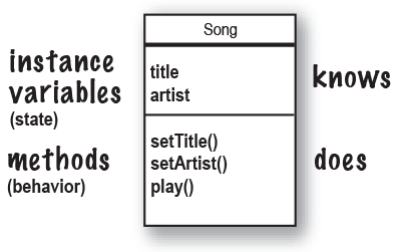 Song
instance
variables
(state)
title
artist
knows
methods
(behavior)
setTitle()
setArtist()
play()
does